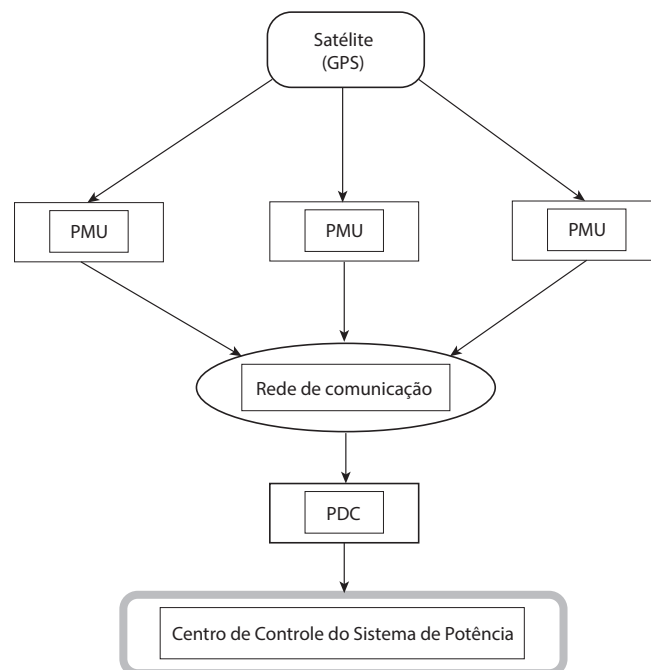 Satélite
(GPS)
PMU
PMU
PMU
Rede de comunicação
PDC
Centro de Controle do Sistema de Potência